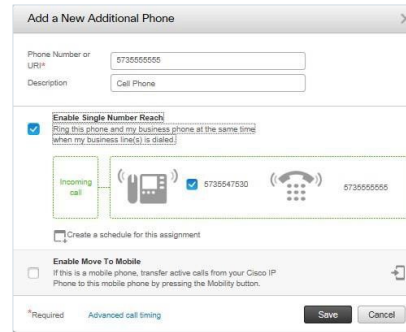 Add a New Additional Phone
Phone Number or
URI*
5735555555
Description
Cell Phone
Enable Single Number Reach
Ring this phone and my business phone at the same time
when my business line(s) is dialed.
Incoming
call
5735547530
5735555555
Create a schedule for this assignment
Enable Move To Mobile
If this is a mobile phone, transfer active calls from your Cisco IP
Phone to this mobile phone by pressing the Mobility button.
*Required
Advanced call timing
Save
Cancel